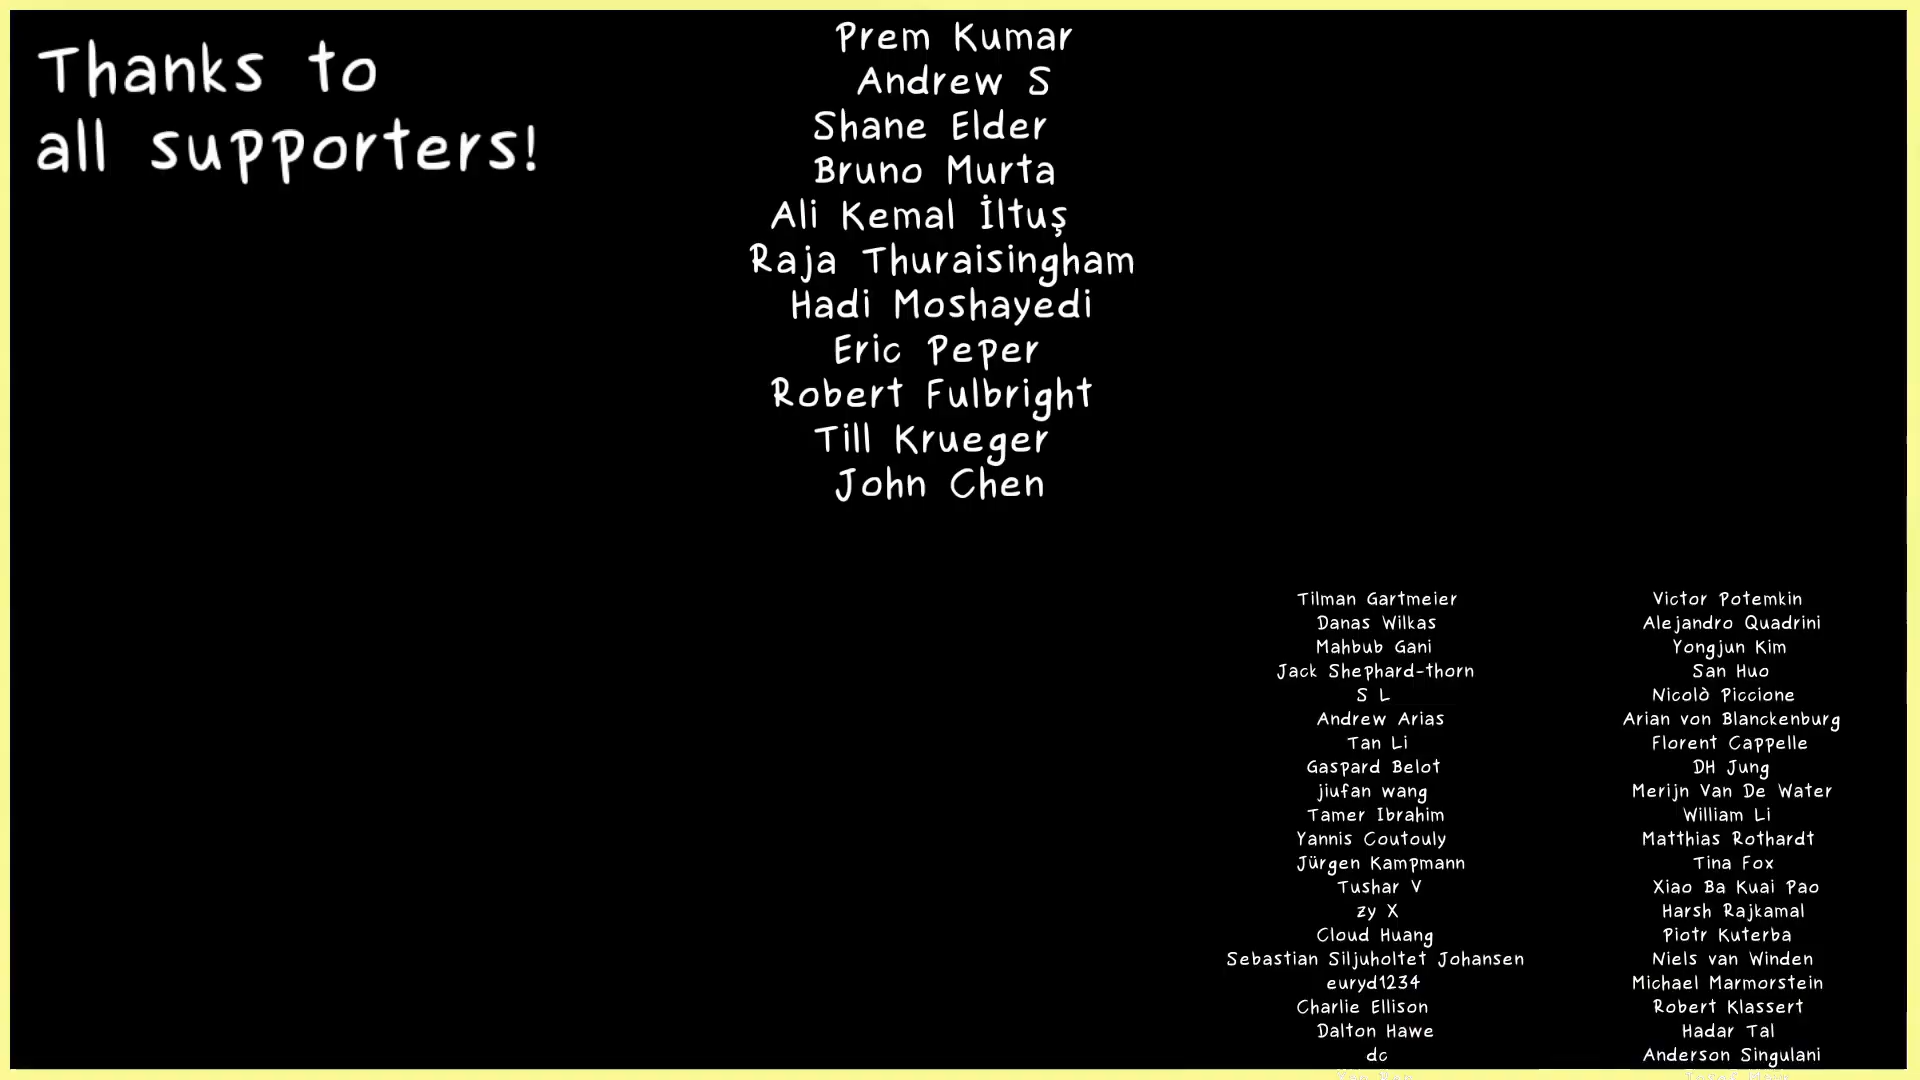 Thanks to
all supporters!
Prem Kumar
Andrew S
Shane Elder
Bruno Murta
Ali Kemal İltuş
Raja Thuraisingham
Hadi Moshayedi
Eric Peper
Robert Fulbright
Till Krueger
John Chen
Tilman Gartmeier
Danas Wilkas
Mahbub Gani
Jack Shephard-thorn
S L
Andrew Arias
Tan Li
Gaspard Belot
jiufan wang
Tamer Ibrahim
Yannis Coutouly
Jürgen Kampmann
Tushar V
zy X
Cloud Huang
Sebastian Siljuholtet Johansen
euryd1234
Charlie Ellison
Dalton Hawe
dc
Victor Potemkin
Alejandro Quadrini
Yongjun Kim
San Huo
Nicolò Piccione
Arian von Blanckenburg
Florent Cappelle
DH Jung
Merijn Van De Water
William Li
Matthias Rothardt
Tina Fox
Xiao Ba Kuai Pao
Harsh Rajkamal
Piotr Kuterba
Niels van Winden
Michael Marmorstein
Robert Klassert
Hadar Tal
Anderson Singulani